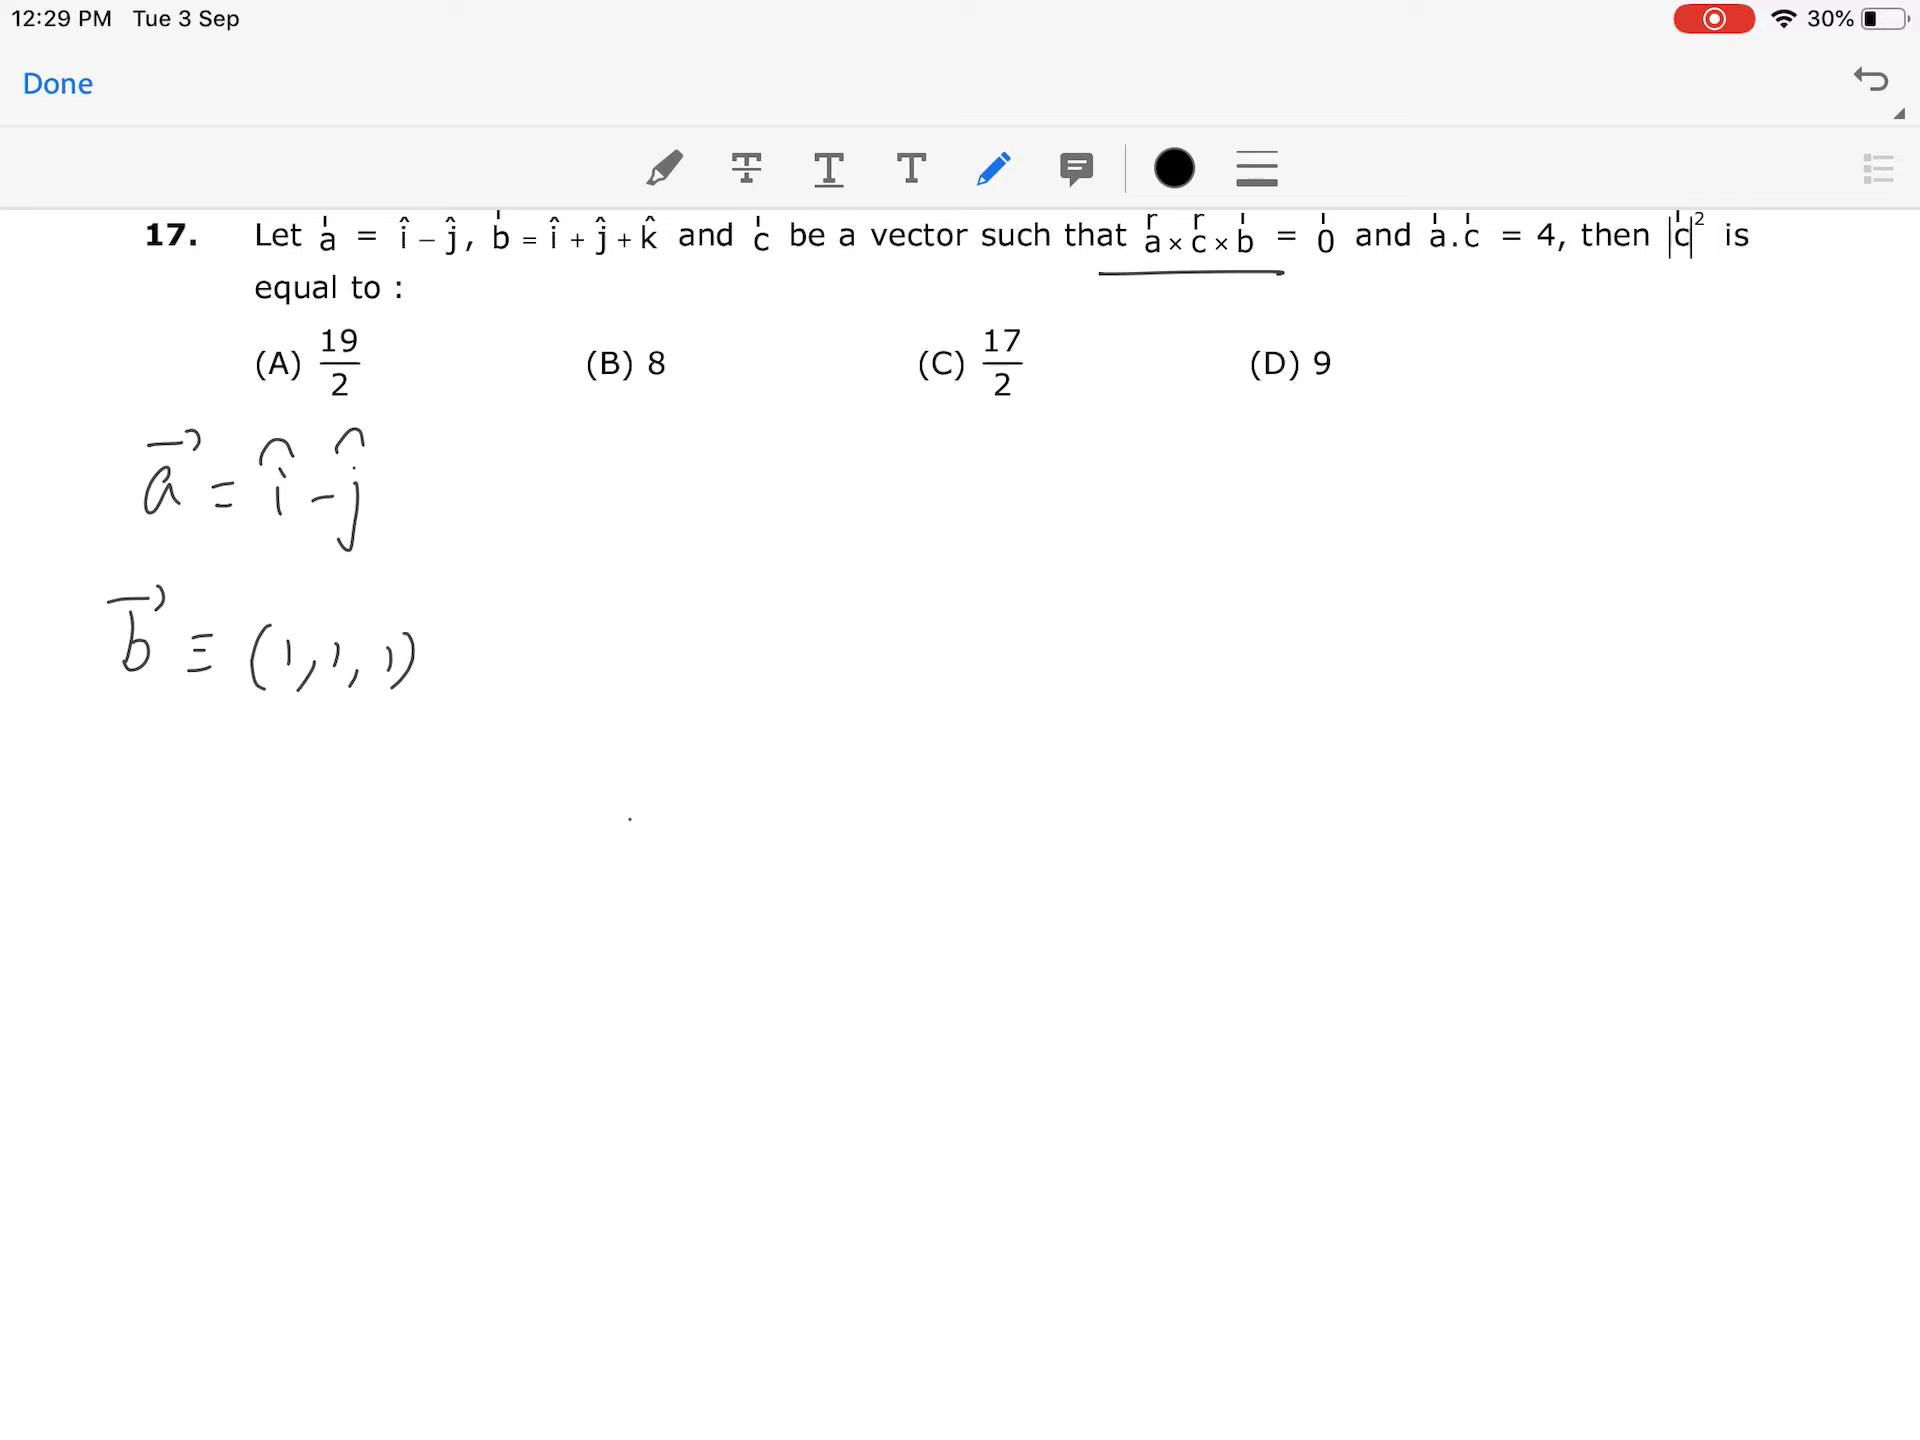 12:29 PM Tue 3 Sep 30%
Done
17. Let a⃗ = î – ĵ, b⃗ = î + ĵ + k̂ and c⃗ be a vector such that a⃗ × c⃗ × b⃗ = 0⃗ and a⃗.c⃗ = 4, then |c⃗|² is
equal to :
(A) 19/2 (B) 8 (C) 17/2 (D) 9
a⃗ = î – ĵ
b⃗ ≡ (1, 1, 1)